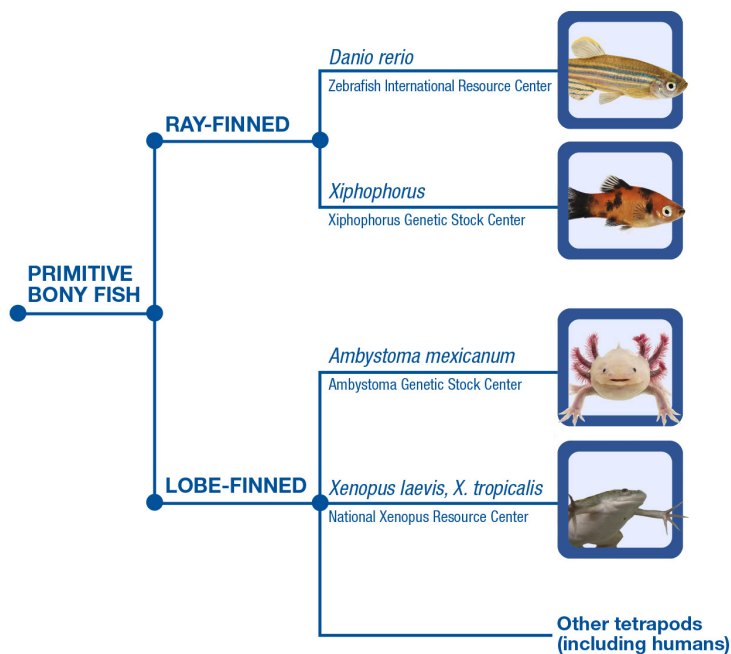 Danio rerio
Zebrafish International Resource Center
RAY-FINNED
Xiphophorus
Xiphophorus Genetic Stock Center
PRIMITIVE
BONY FISH
Ambystoma mexicanum
Ambystoma Genetic Stock Center
LOBE-FINNED
Xenopus laevis, X. tropicalis
National Xenopus Resource Center
Other tetrapods
(including humans)